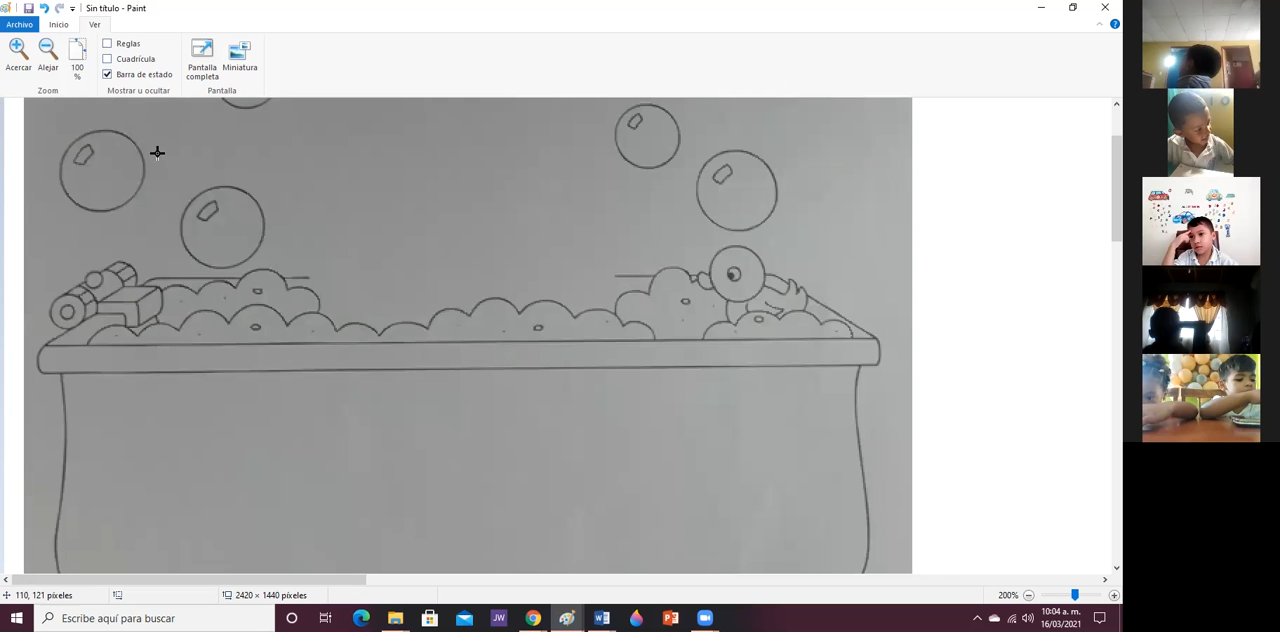 Sin título - Paint
Archivo Inicio Ver
Acercar
Alejar
100
%
Reglas
Cuadrícula
Barra de estado
Pantalla
completa
Miniatura
Zoom
Mostrar u ocultar
Pantalla
110, 121 píxeles
2420 × 1440 píxeles
200%
Escribe aquí para buscar
JW
10:04 a. m.
16/03/2021